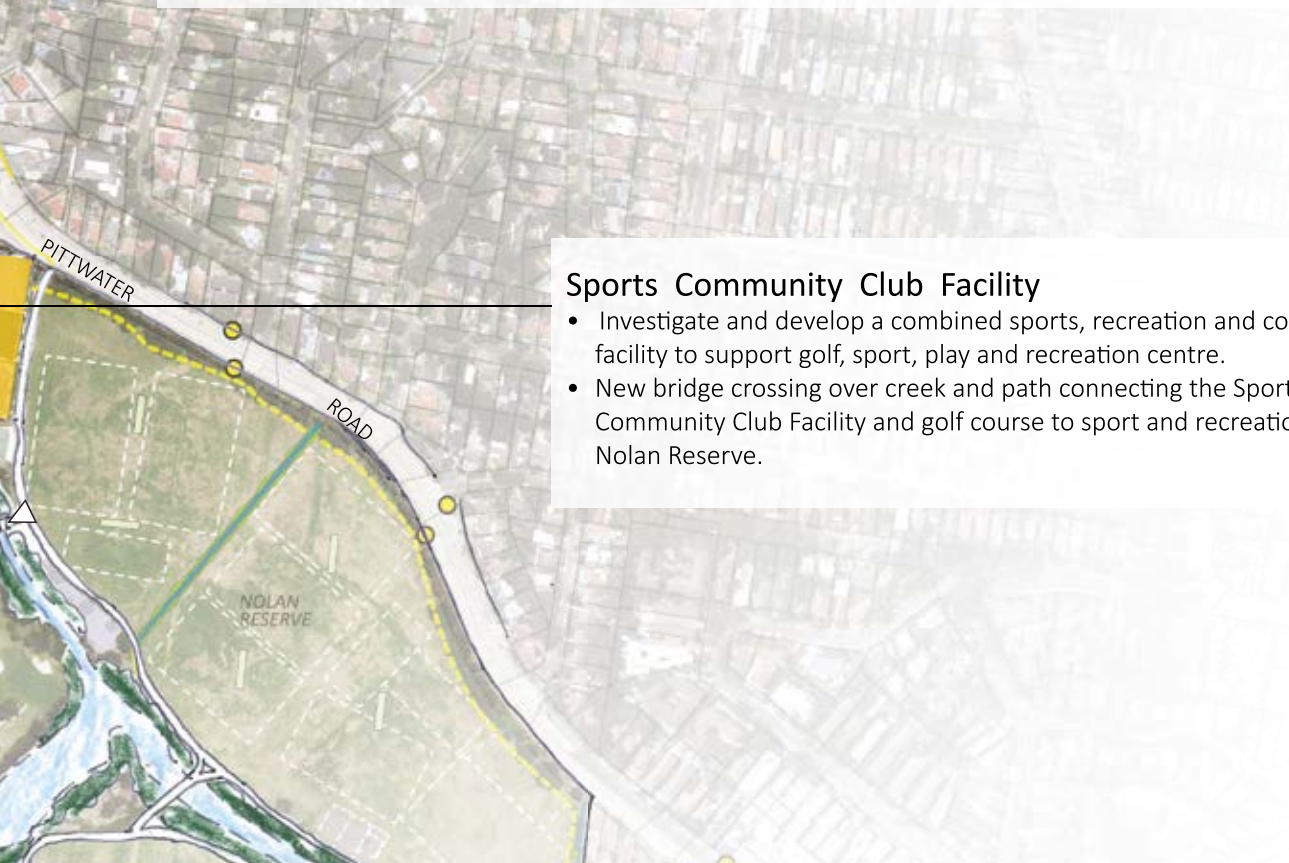 PITTWATER
Sports Community Club Facility
• Investigate and develop a combined sports, recreation and co
facility to support golf, sport, play and recreation centre.
• New bridge crossing over creek and path connecting the Sport
Community Club Facility and golf course to sport and recreatio
Nolan Reserve.
ROAD
NOLAN
RESERVE